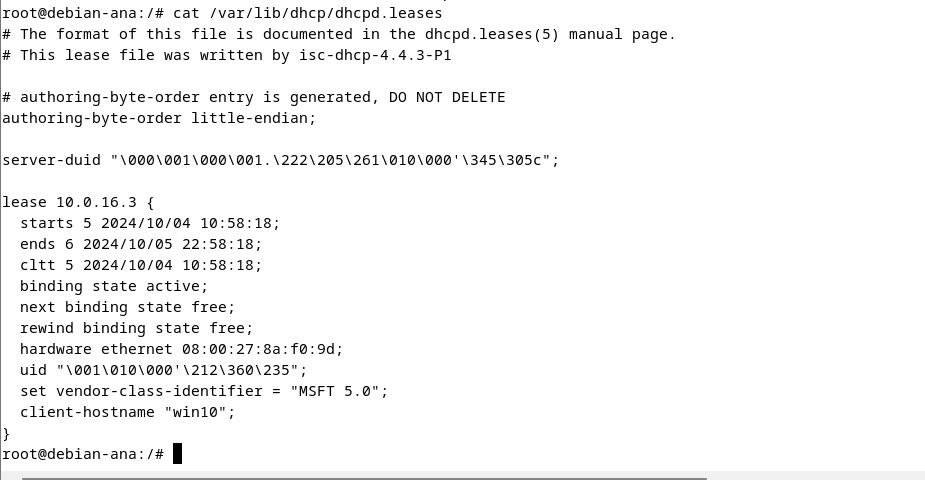 root@debian-ana:/# cat /var/lib/dhcp/dhcpd.leases
# The format of this file is documented in the dhcpd.leases(5) manual page.
# This lease file was written by isc-dhcp-4.4.3-P1
# authoring-byte-order entry is generated, DO NOT DELETE
authoring-byte-order little-endian;
server-duid "\000\001\000\001.\222\205\261\010\000'\345\305c";
lease 10.0.16.3 {
  starts 5 2024/10/04 10:58:18;
  ends 6 2024/10/05 22:58:18;
  cltt 5 2024/10/04 10:58:18;
  binding state active;
  next binding state free;
  rewind binding state free;
  hardware ethernet 08:00:27:8a:f0:9d;
  uid "\001\010\000'\212\360\235";
  set vendor-class-identifier = "MSFT 5.0";
  client-hostname "win10";
}
root@debian-ana:/#